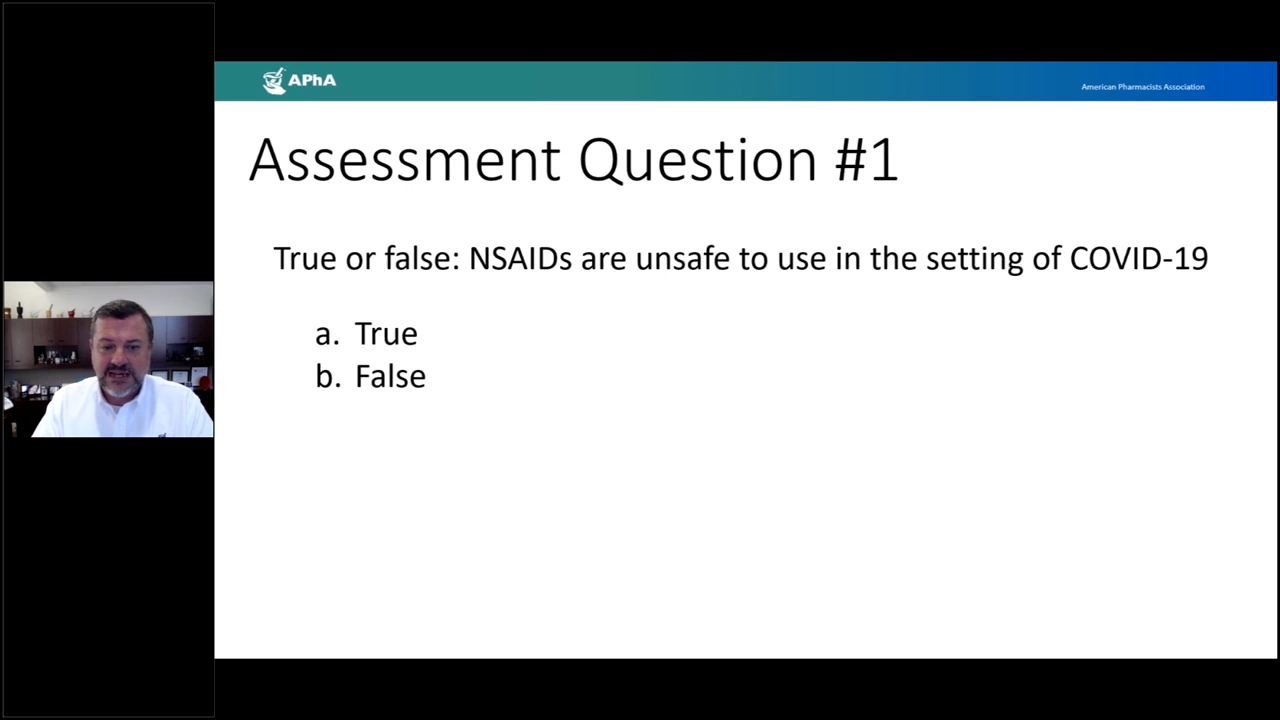 APhA
American Pharmacists Association
Assessment Question #1
True or false: NSAIDs are unsafe to use in the setting of COVID-19
a. True
b. False